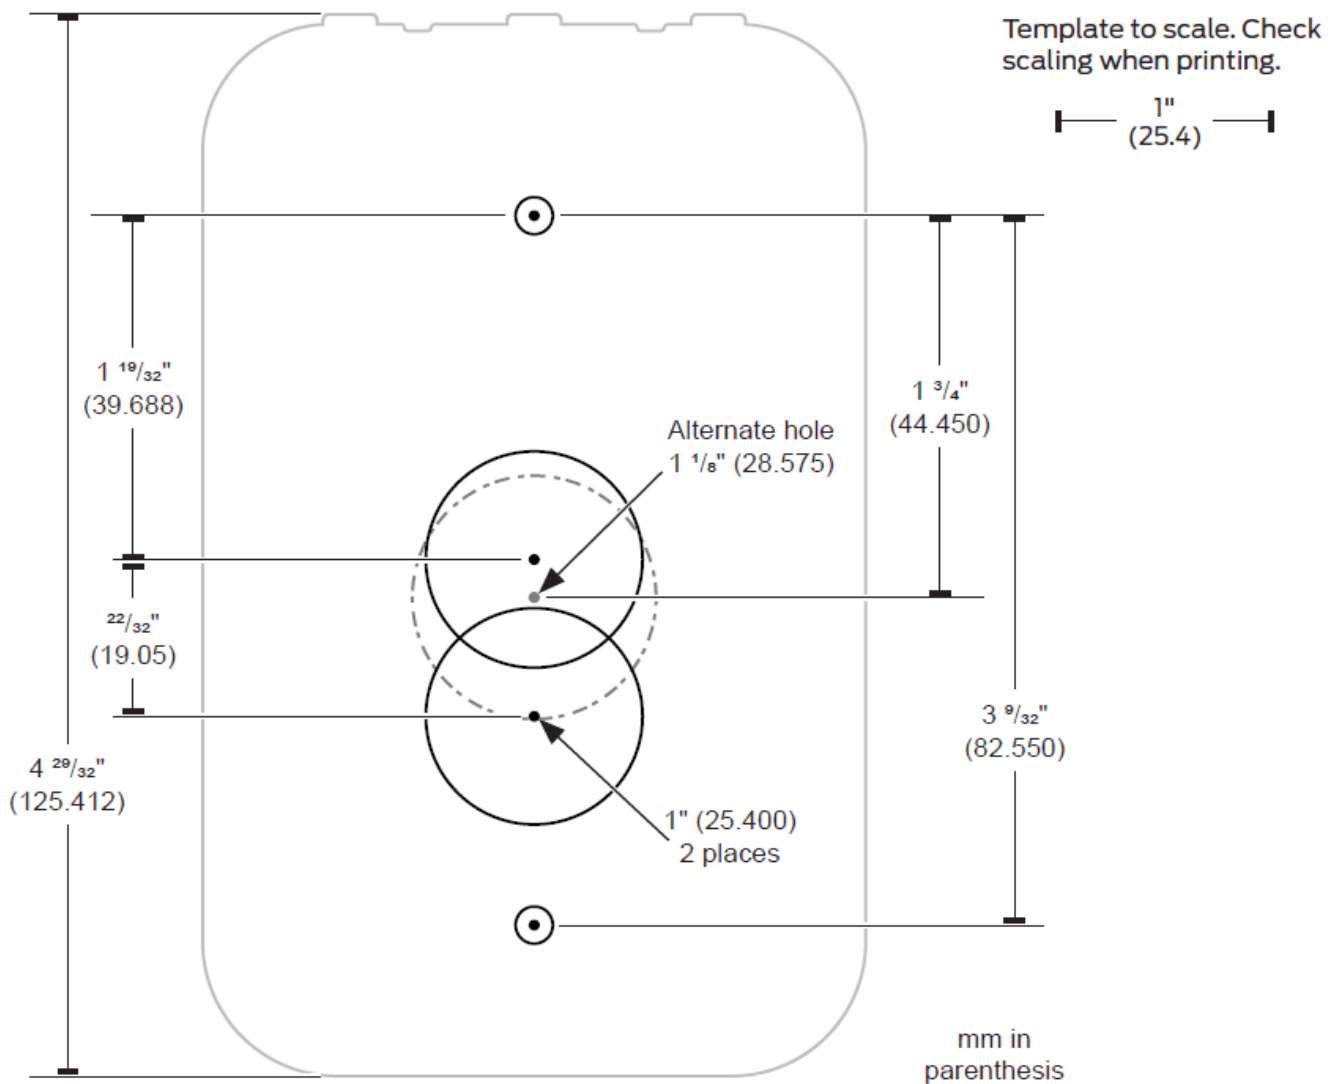 Template to scale. Check
scaling when printing.
1"
(25.4)
1 ¹⁹/₃₂"
(39.688)
1 ³/₄"
(44.450)
Alternate hole
1 ¹/₈" (28.575)
²²/₃₂"
(19.05)
3 ⁹/₃₂"
(82.550)
4 ²⁹/₃₂"
(125.412)
1" (25.400)
2 places
mm in
parenthesis